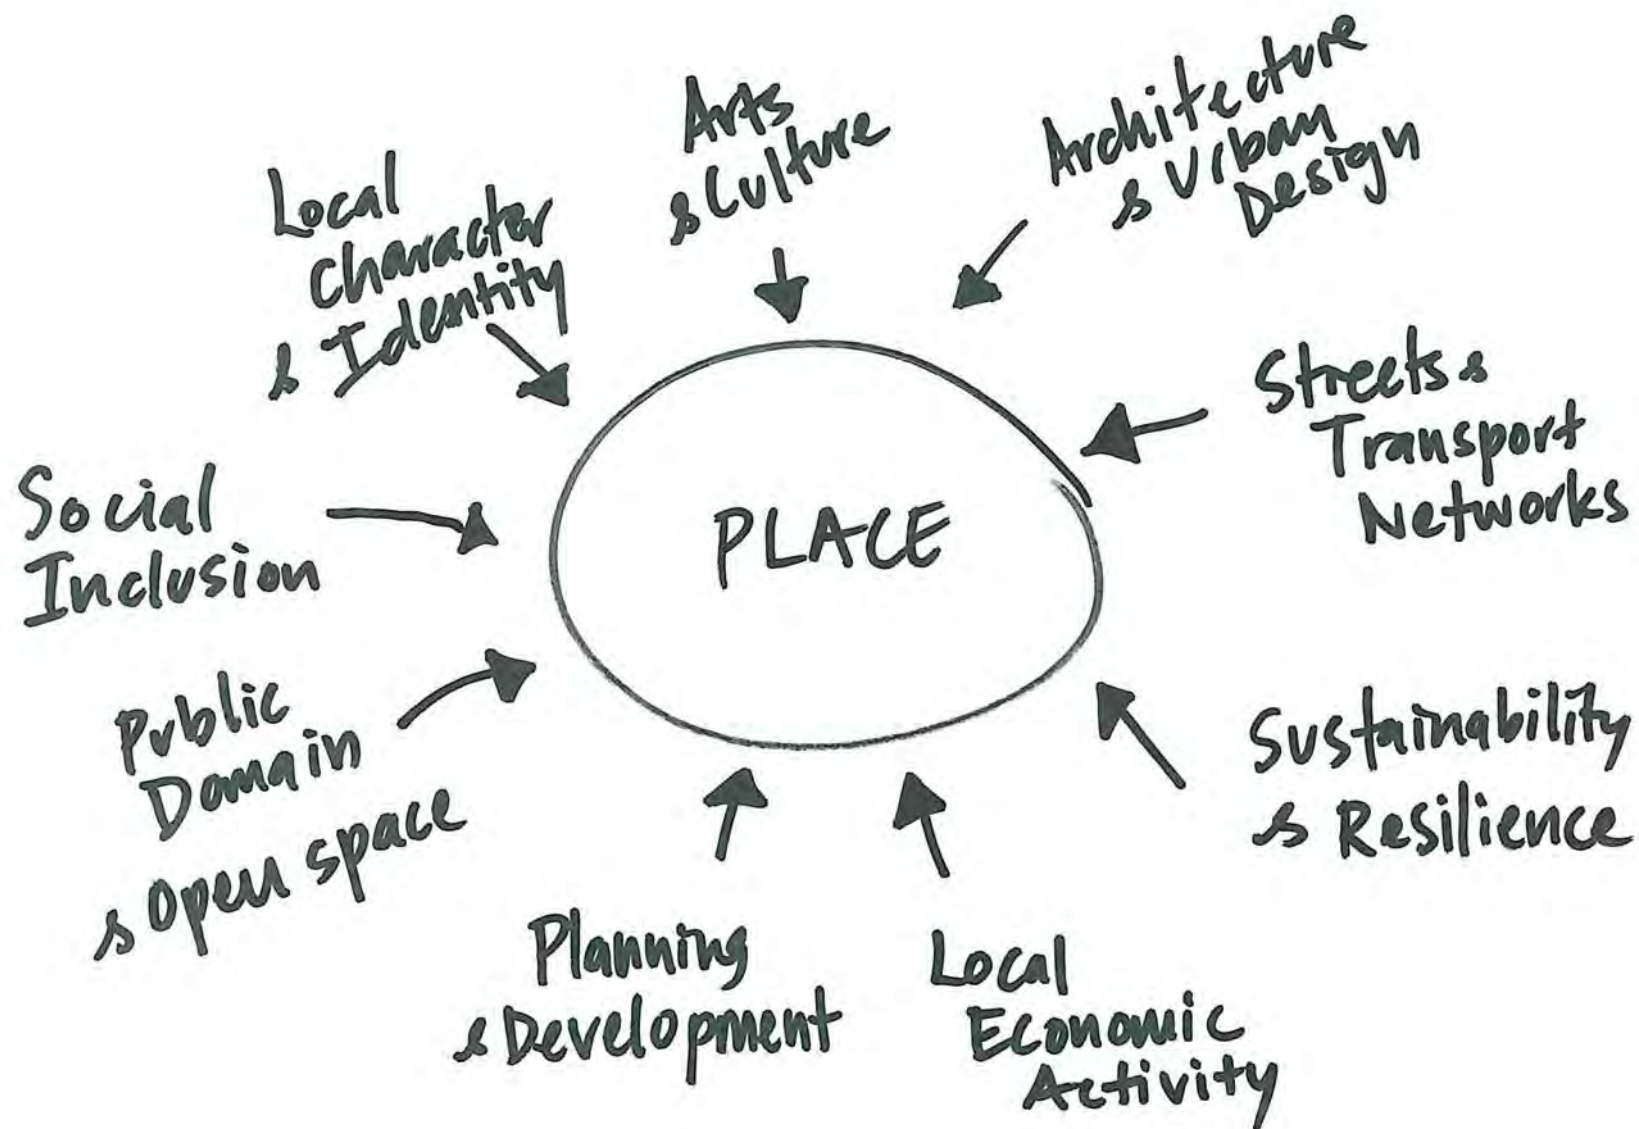 Arts
& Culture
Architecture
& Urban
Design
Local
Character
& Identity
Streets &
Transport
Networks
Social
Inclusion
PLACE
Public
Domain
& Open space
Sustainability
& Resilience
Planning
& Development
Local
Economic
Activity